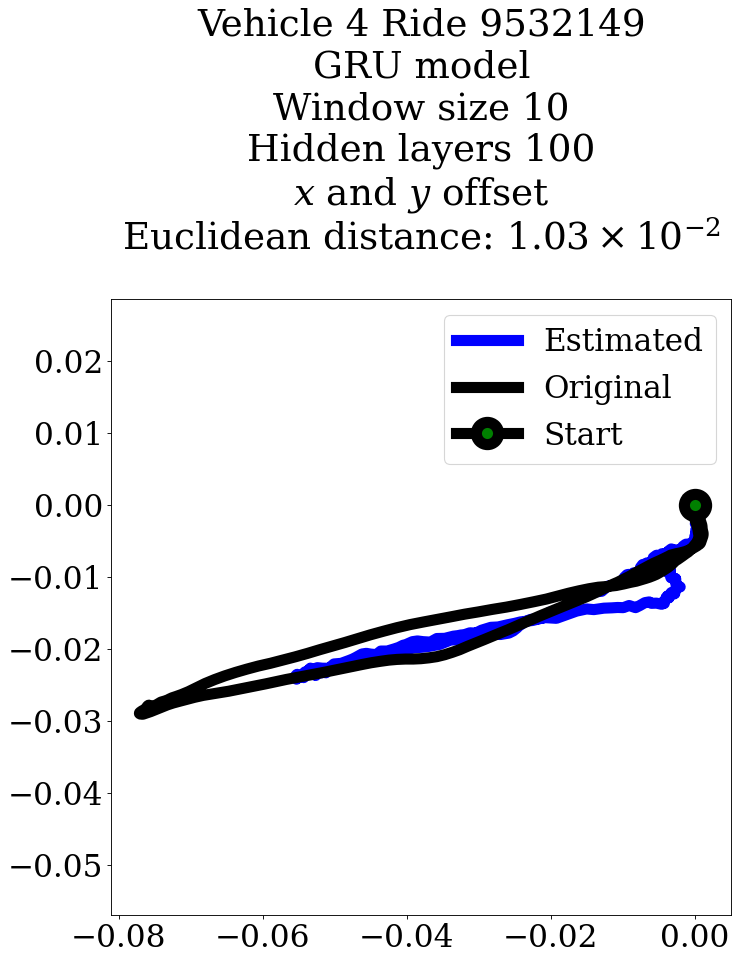 Vehicle 4 Ride 9532149
GRU model
Window size 10
Hidden layers 100
x and y offset
Euclidean distance: 1.03 × 10⁻²
Estimated
Original
Start
0.02
0.01
0.00
−0.01
−0.02
−0.03
−0.04
−0.05
−0.08 −0.06 −0.04 −0.02 0.00